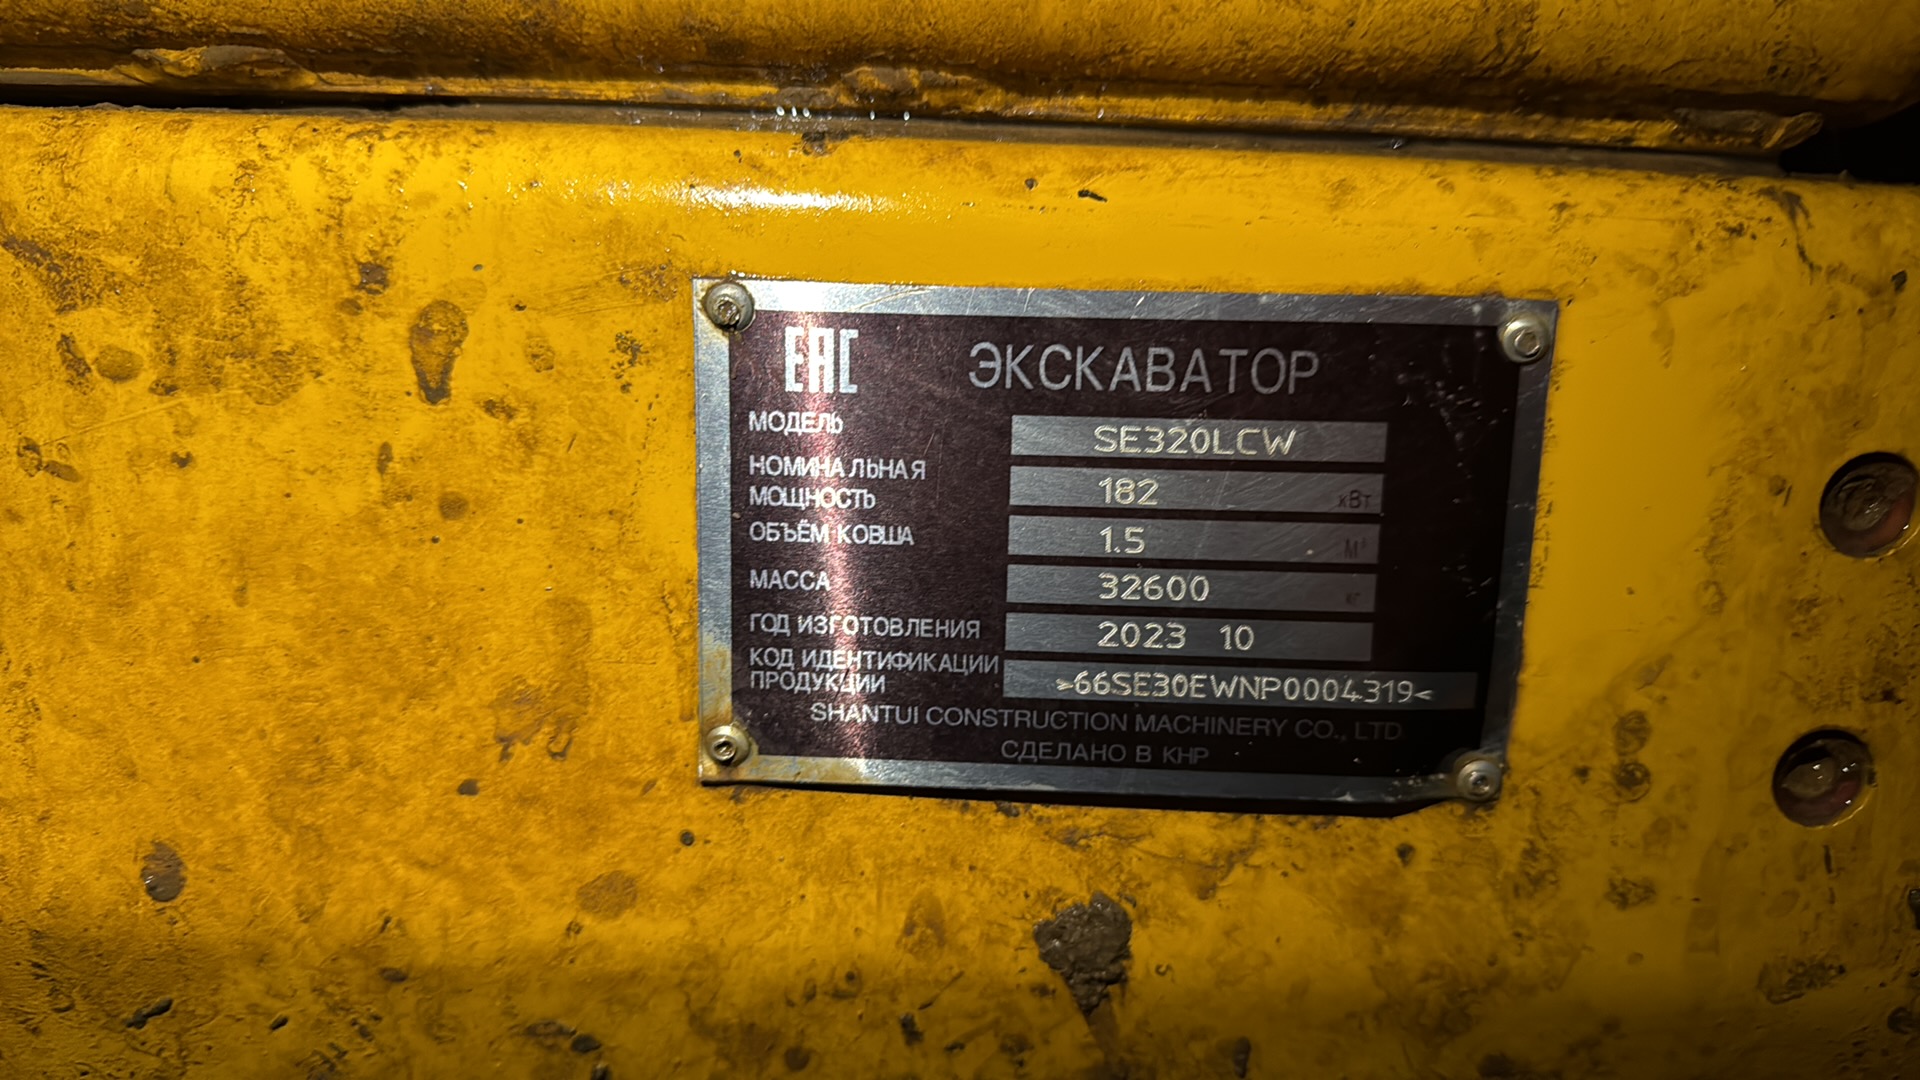 EAC ЭКСКАВАТОР
МОДЕЛЬ SE320LCW
НОМИНАЛЬНАЯ
МОЩНОСТЬ 182 кВт
ОБЪЁМ КОВША 1.5 М³
МАССА 32600 кг
ГОД ИЗГОТОВЛЕНИЯ 2023 10
КОД ИДЕНТИФИКАЦИИ
ПРОДУКЦИИ >66SE30EWNP0004319<
SHANTUI CONSTRUCTION MACHINERY CO., LTD
СДЕЛАНО В КНР